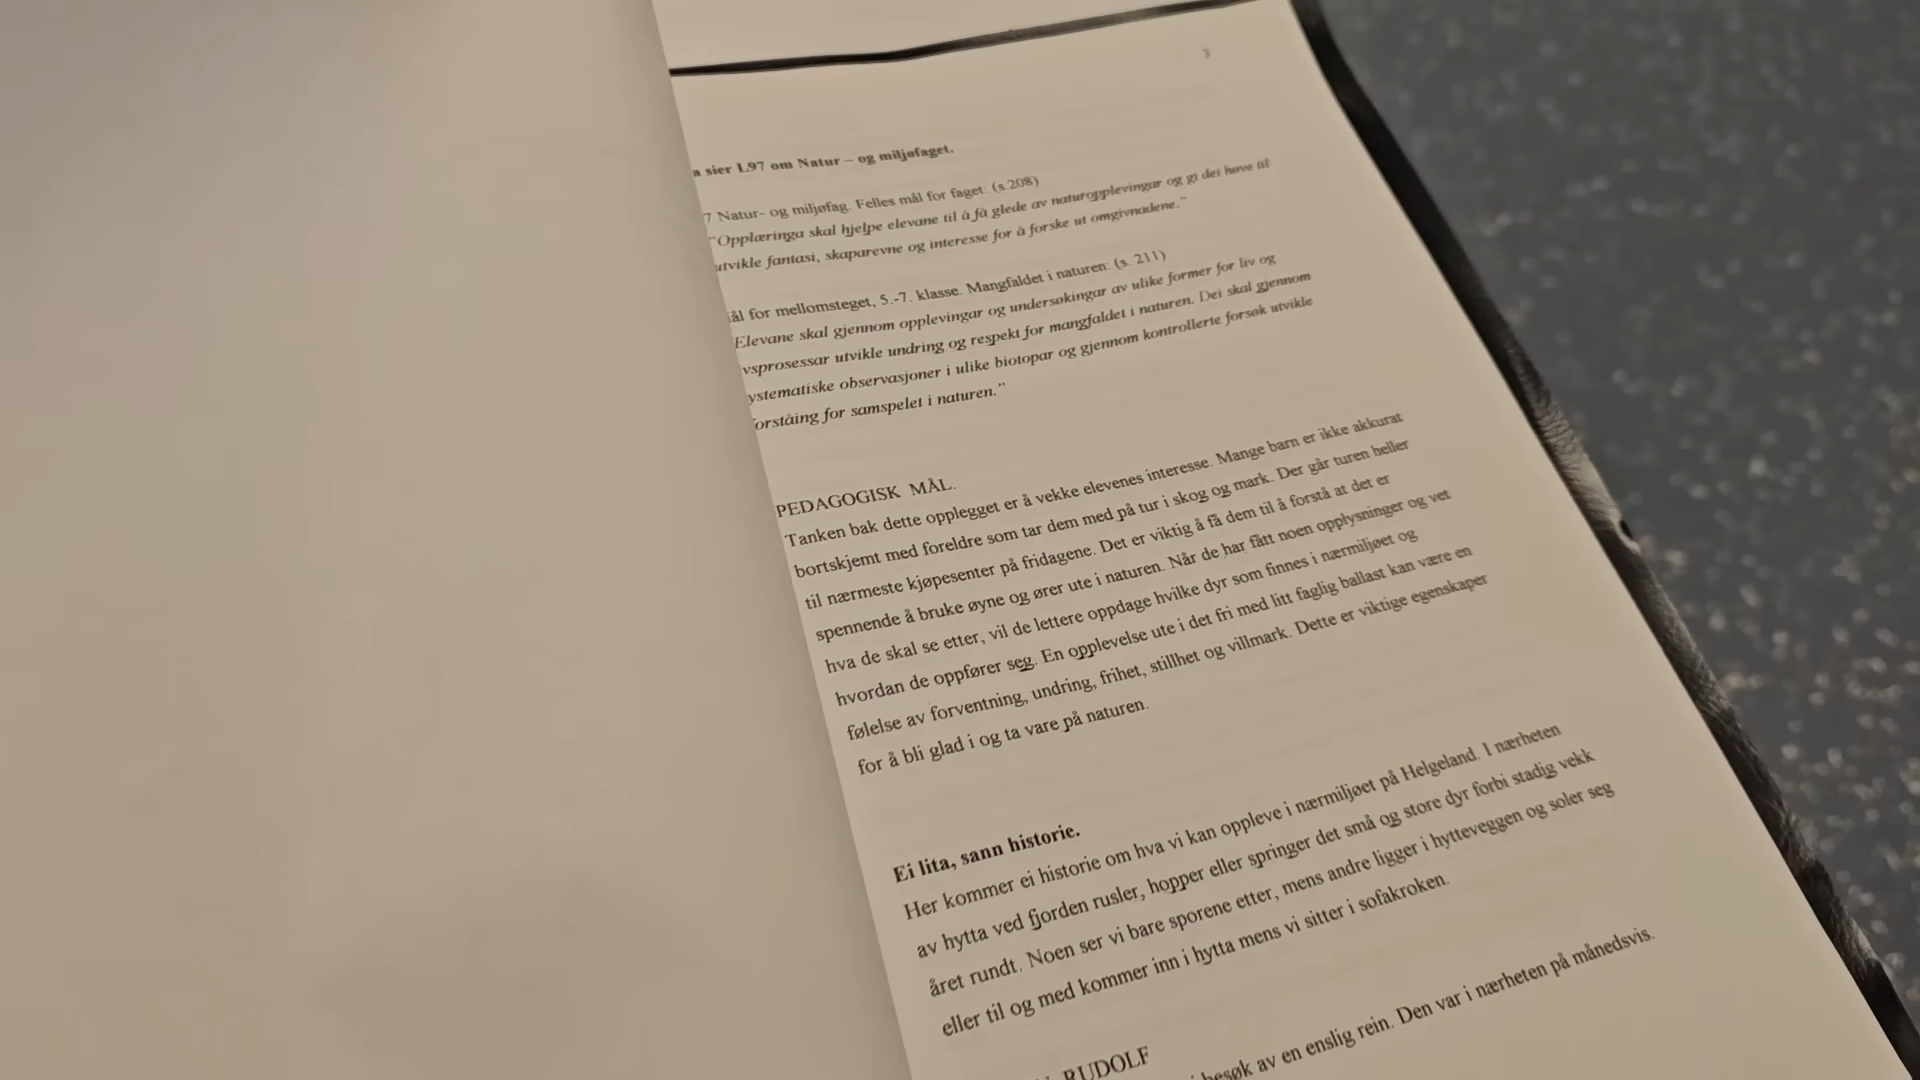 3
sier L97 om Natur – og miljøfaget.
7 Natur- og miljøfag. Felles mål for faget: (s.208)
"Opplæringa skal hjelpe elevane til å få glede av naturopplevingar og gi dei høve til
utvikle fantasi, skaparevne og interesse for å forske ut omgivnadene."
ål for mellomsteget, 5.-7. klasse. Mangfaldet i naturen: (s. 211)
Elevane skal gjennom opplevingar og undersøkingar av ulike former for liv og
vsprosessar utvikle undring og respekt for mangfaldet i naturen. Dei skal gjennom
ystematiske observasjoner i ulike biotopar og gjennom kontrollerte forsøk utvikle
orståing for samspelet i naturen."
PEDAGOGISK MÅL.
Tanken bak dette opplegget er å vekke elevenes interesse. Mange barn er ikke akkurat
bortskjemt med foreldre som tar dem med på tur i skog og mark. Der går turen heller
til nærmeste kjøpesenter på fridagene. Det er viktig å få dem til å forstå at det er
spennende å bruke øyne og ører ute i naturen. Når de har fått noen opplysninger og vet
hva de skal se etter, vil de lettere oppdage hvilke dyr som finnes i nærmiljøet og
hvordan de oppfører seg. En opplevelse ute i det fri med litt faglig ballast kan være en
følelse av forventning, undring, frihet, stillhet og villmark. Dette er viktige egenskaper
for å bli glad i og ta vare på naturen.
Ei lita, sann historie.
Her kommer ei historie om hva vi kan oppleve i nærmiljøet på Helgeland. I nærheten
av hytta ved fjorden rusler, hopper eller springer det små og store dyr forbi stadig vekk
året rundt. Noen ser vi bare sporene etter, mens andre ligger i hytteveggen og soler seg
eller til og med kommer inn i hytta mens vi sitter i sofakroken.
RUDOLF
besøk av en enslig rein. Den var i nærheten på månedsvis.